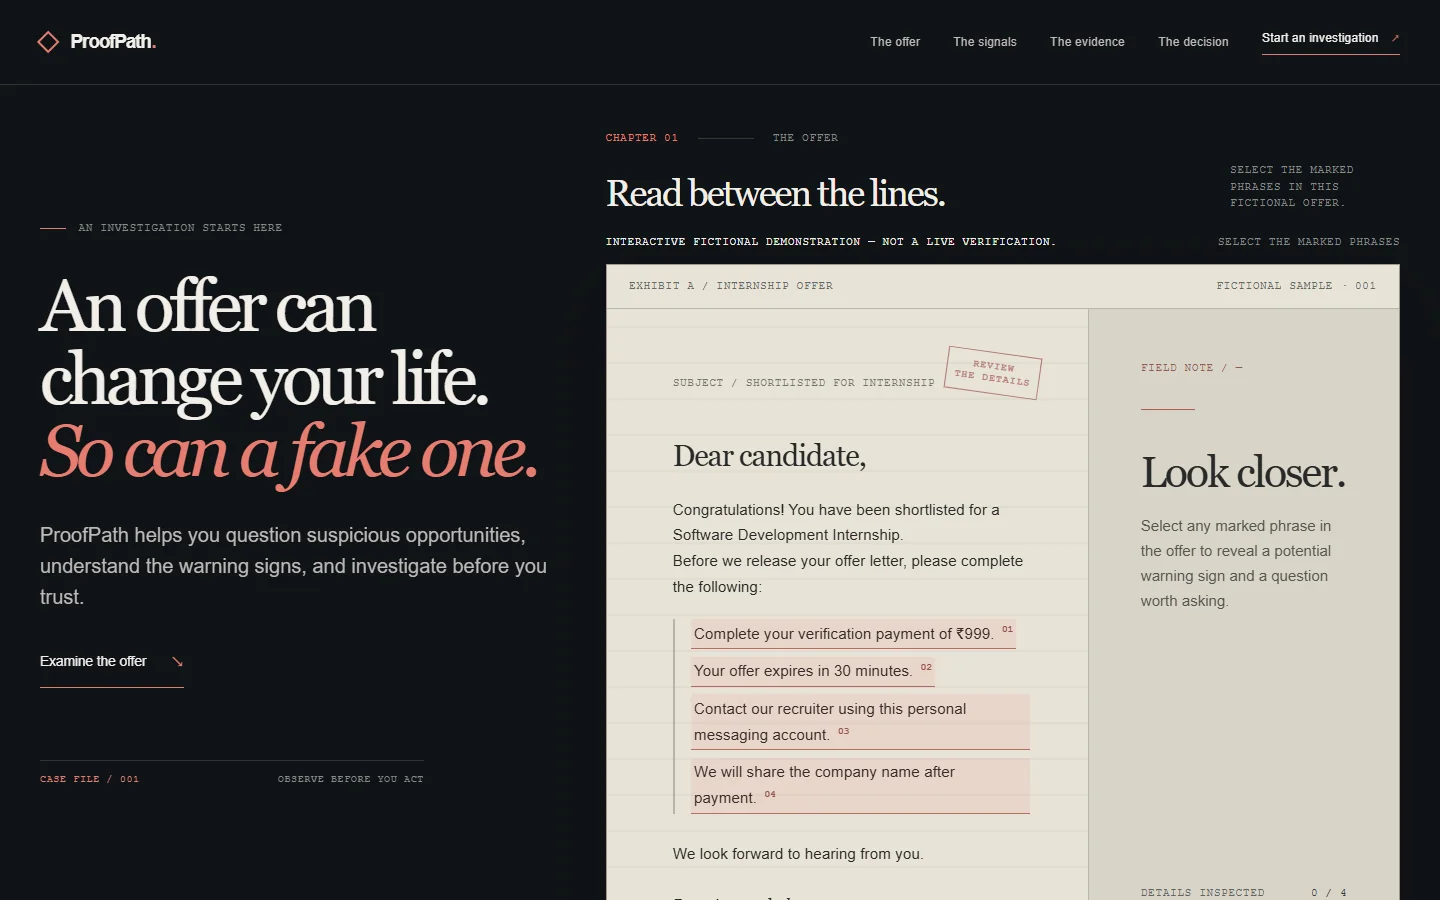 ProofPath.
The offer
The signals
The evidence
The decision
Start an investigation ↗
AN INVESTIGATION STARTS HERE
An offer can
change your life.
So can a fake one.
ProofPath helps you question suspicious opportunities,
understand the warning signs, and investigate before you
trust.
Examine the offer ↘
CASE FILE / 001
OBSERVE BEFORE YOU ACT
CHAPTER 01
THE OFFER
Read between the lines.
SELECT THE MARKED
PHRASES IN THIS
FICTIONAL OFFER.
INTERACTIVE FICTIONAL DEMONSTRATION — NOT A LIVE VERIFICATION.
SELECT THE MARKED PHRASES
EXHIBIT A / INTERNSHIP OFFER
FICTIONAL SAMPLE · 001
SUBJECT / SHORTLISTED FOR INTERNSHIP
REVIEW
THE DETAILS
Dear candidate,
Congratulations! You have been shortlisted for a
Software Development Internship.
Before we release your offer letter, please complete
the following:
Complete your verification payment of ₹999. 01
Your offer expires in 30 minutes. 02
Contact our recruiter using this personal
messaging account. 03
We will share the company name after
payment. 04
We look forward to hearing from you.
FIELD NOTE / —
Look closer.
Select any marked phrase in
the offer to reveal a potential
warning sign and a question
worth asking.
DETAILS INSPECTED
0 / 4